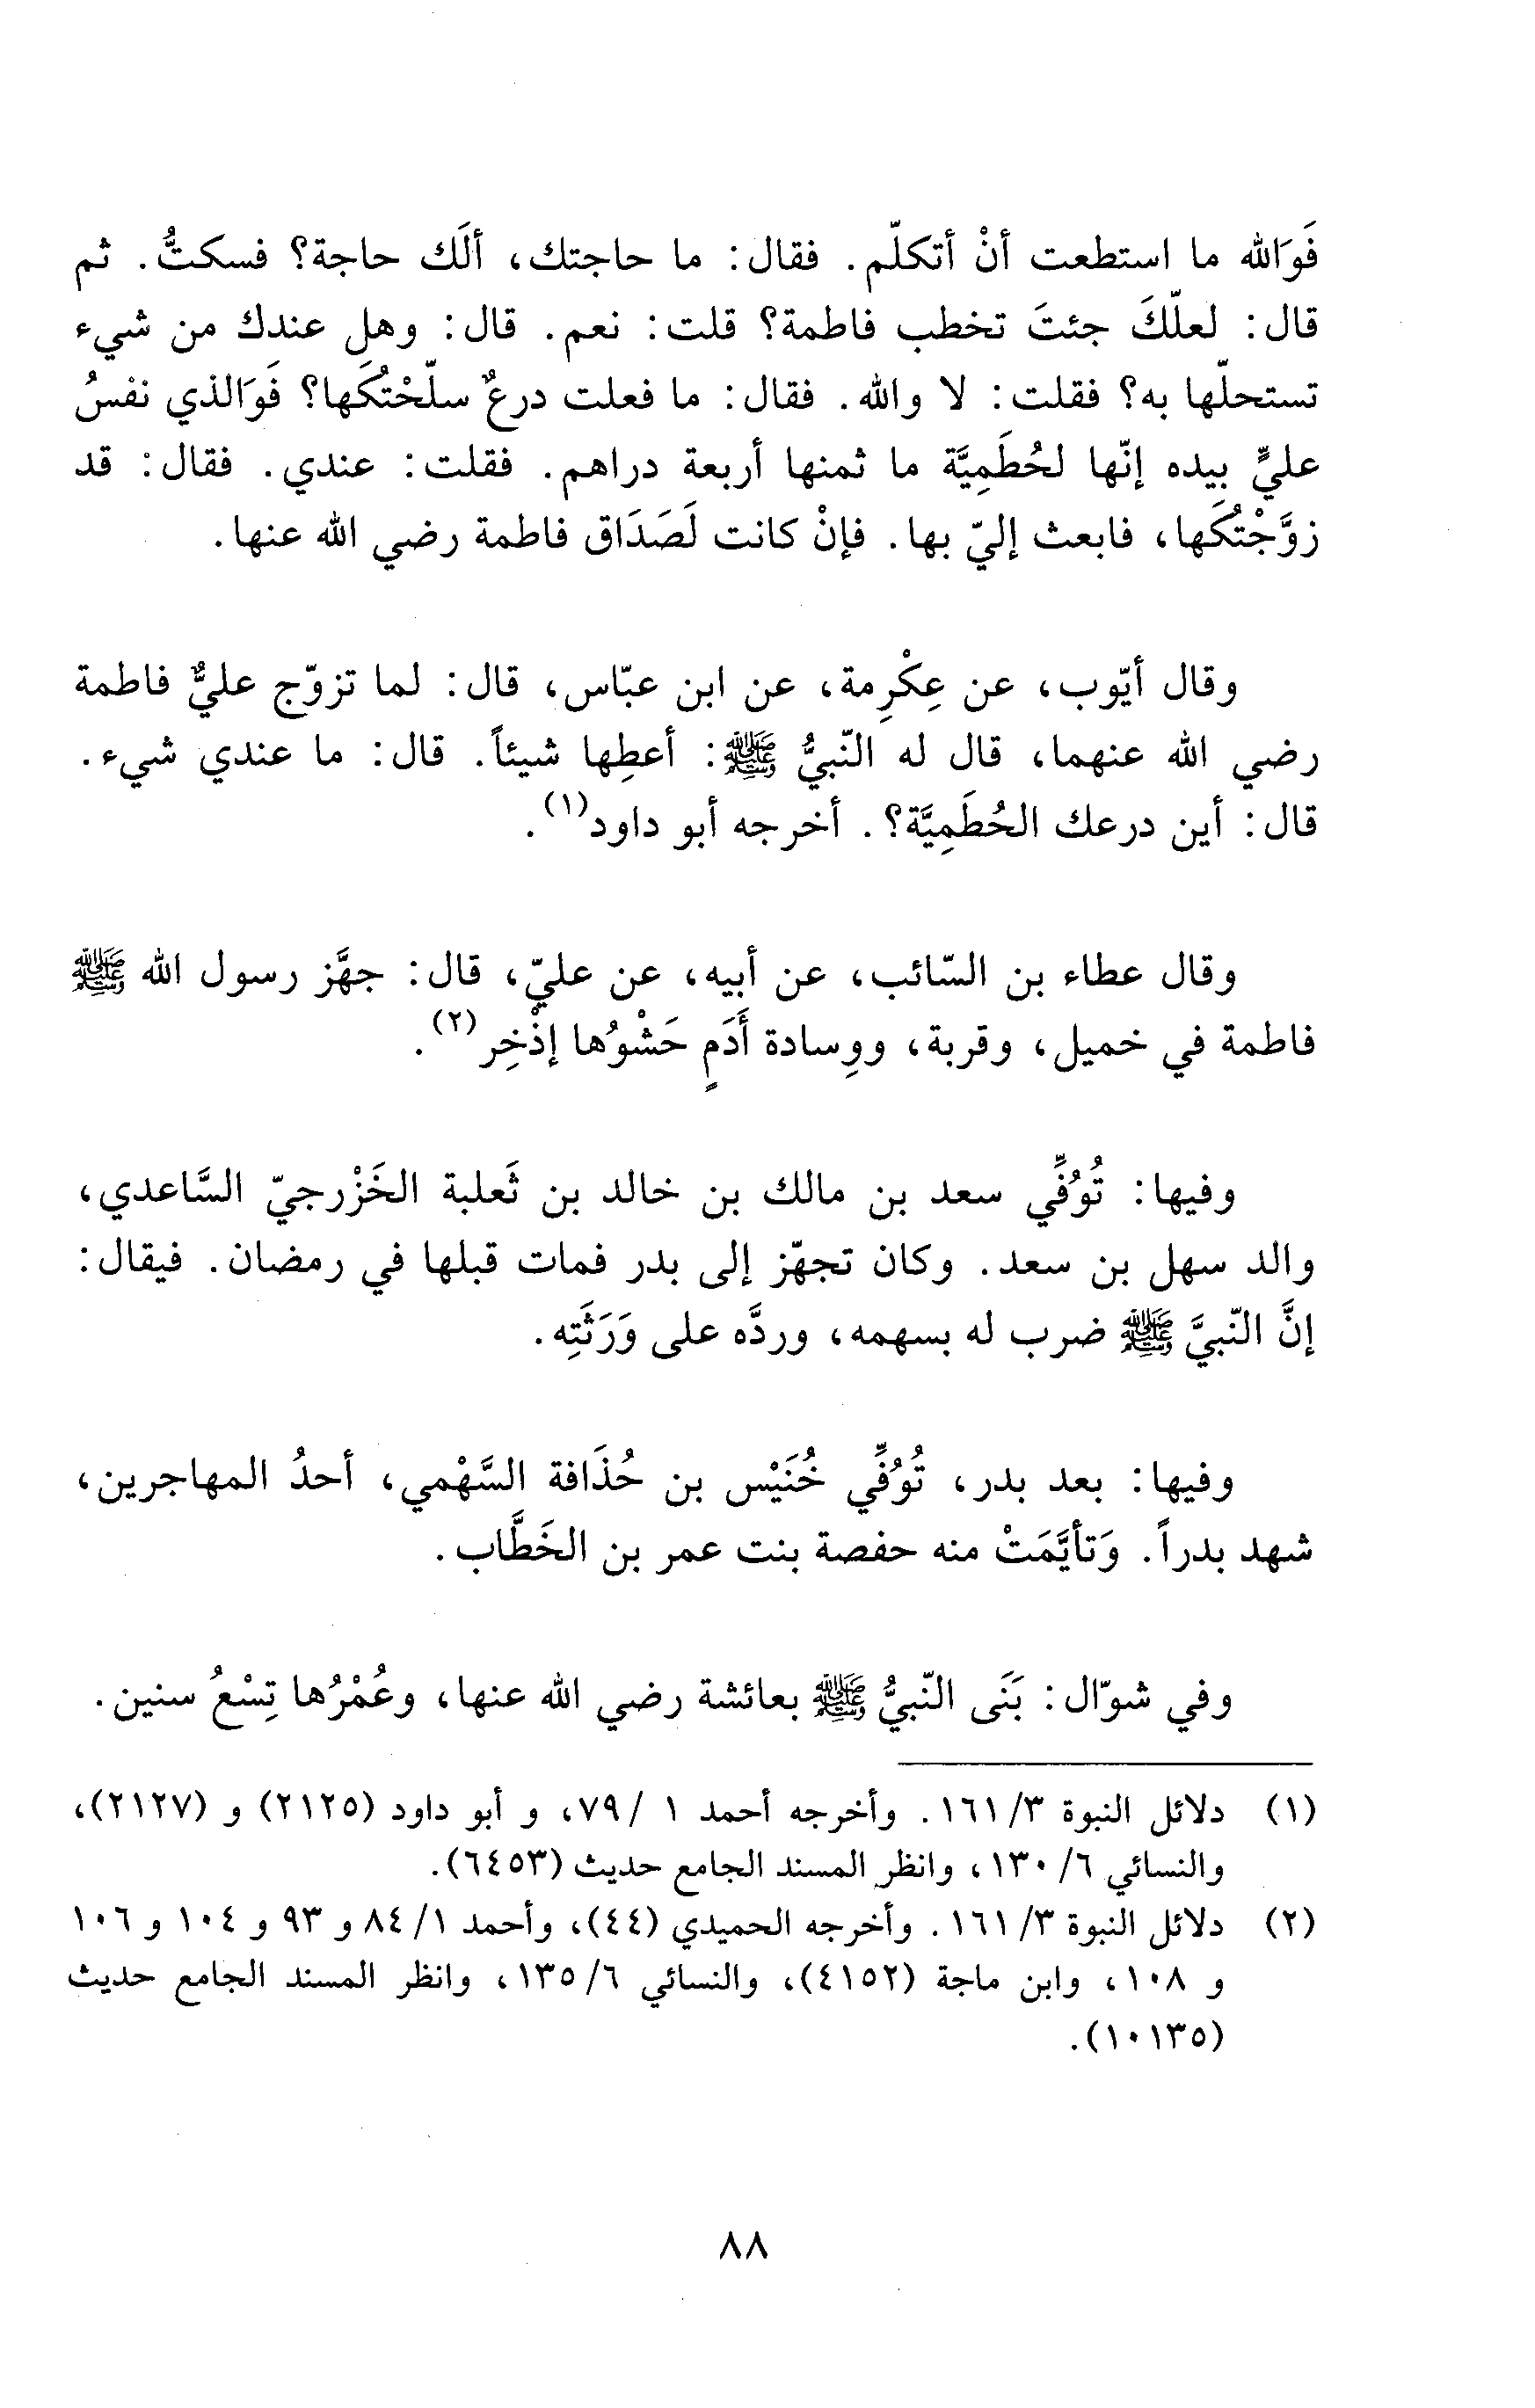 فَوَالله ما استطعت أنْ أتكلّم. فقال: ما حاجتك، ألَك حاجة؟ فسكتُّ. ثم
قال: لعلّكَ جئتَ تخطب فاطمة؟ قلت: نعم. قال: وهل عندك من شيء
تستحلّها به؟ فقلت: لا والله. فقال: ما فعلت درعٌ سلّحْتُكَها؟ فَوَالذي نفسُ
عليٍّ بيده إنّها لحُطَمِيَّة ما ثمنها أربعة دراهم. فقلت: عندي. فقال: قد
زوَّجْتُكَها، فابعث إليّ بها. فإنْ كانت لَصَدَاق فاطمة رضي الله عنها.
وقال أيّوب، عن عِكْرِمة، عن ابن عبّاس، قال: لما تزوّج عليٌّ فاطمة
رضي الله عنهما، قال له النّبيُّ ﷺ: أعطِها شيئاً. قال: ما عندي شيء.
قال: أين درعك الحُطَمِيَّة؟. أخرجه أبو داود(١).
وقال عطاء بن السّائب، عن أبيه، عن عليّ، قال: جهَّز رسول الله ﷺ
فاطمة في خميل، وقربة، ووِسادة أَدَمٍ حَشْوُها إذْخِر(٢).
وفيها: تُوُفِّي سعد بن مالك بن خالد بن ثَعلبة الخَزْرجيّ السَّاعدي،
والد سهل بن سعد. وكان تجهّز إلى بدر فمات قبلها في رمضان. فيقال:
إنَّ النّبيَّ ﷺ ضرب له بسهمه، وردَّه على وَرَثَتِه.
وفيها: بعد بدر، تُوُفِّي خُنَيْس بن حُذَافة السَّهْمي، أحدُ المهاجرين،
شهد بدراً. وَتأيَّمَتْ منه حفصة بنت عمر بن الخَطَّاب.
وفي شوّال: بَنَى النّبيُّ ﷺ بعائشة رضي الله عنها، وعُمْرُها تِسْعُ سنين.
(١) دلائل النبوة ٣/ ١٦١. وأخرجه أحمد ١ /٧٩، و أبو داود (٢١٢٥) و (٢١٢٧)،
والنسائي ٦/ ١٣٠، وانظر المسند الجامع حديث (٦٤٥٣).
(٢) دلائل النبوة ٣/ ١٦١. وأخرجه الحميدي (٤٤)، وأحمد ١/ ٨٤ و ٩٣ و ١٠٤ و ١٠٦
و ١٠٨، وابن ماجة (٤١٥٢)، والنسائي ٦/ ١٣٥، وانظر المسند الجامع حديث
(١٠١٣٥).
٨٨